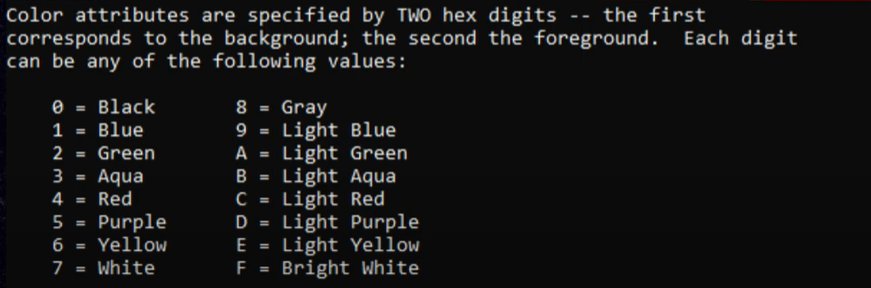 Color attributes are specified by TWO hex digits -- the first
corresponds to the background; the second the foreground.  Each digit
can be any of the following values:
0 = Black       8 = Gray
1 = Blue        9 = Light Blue
2 = Green       A = Light Green
3 = Aqua        B = Light Aqua
4 = Red         C = Light Red
5 = Purple      D = Light Purple
6 = Yellow      E = Light Yellow
7 = White       F = Bright White